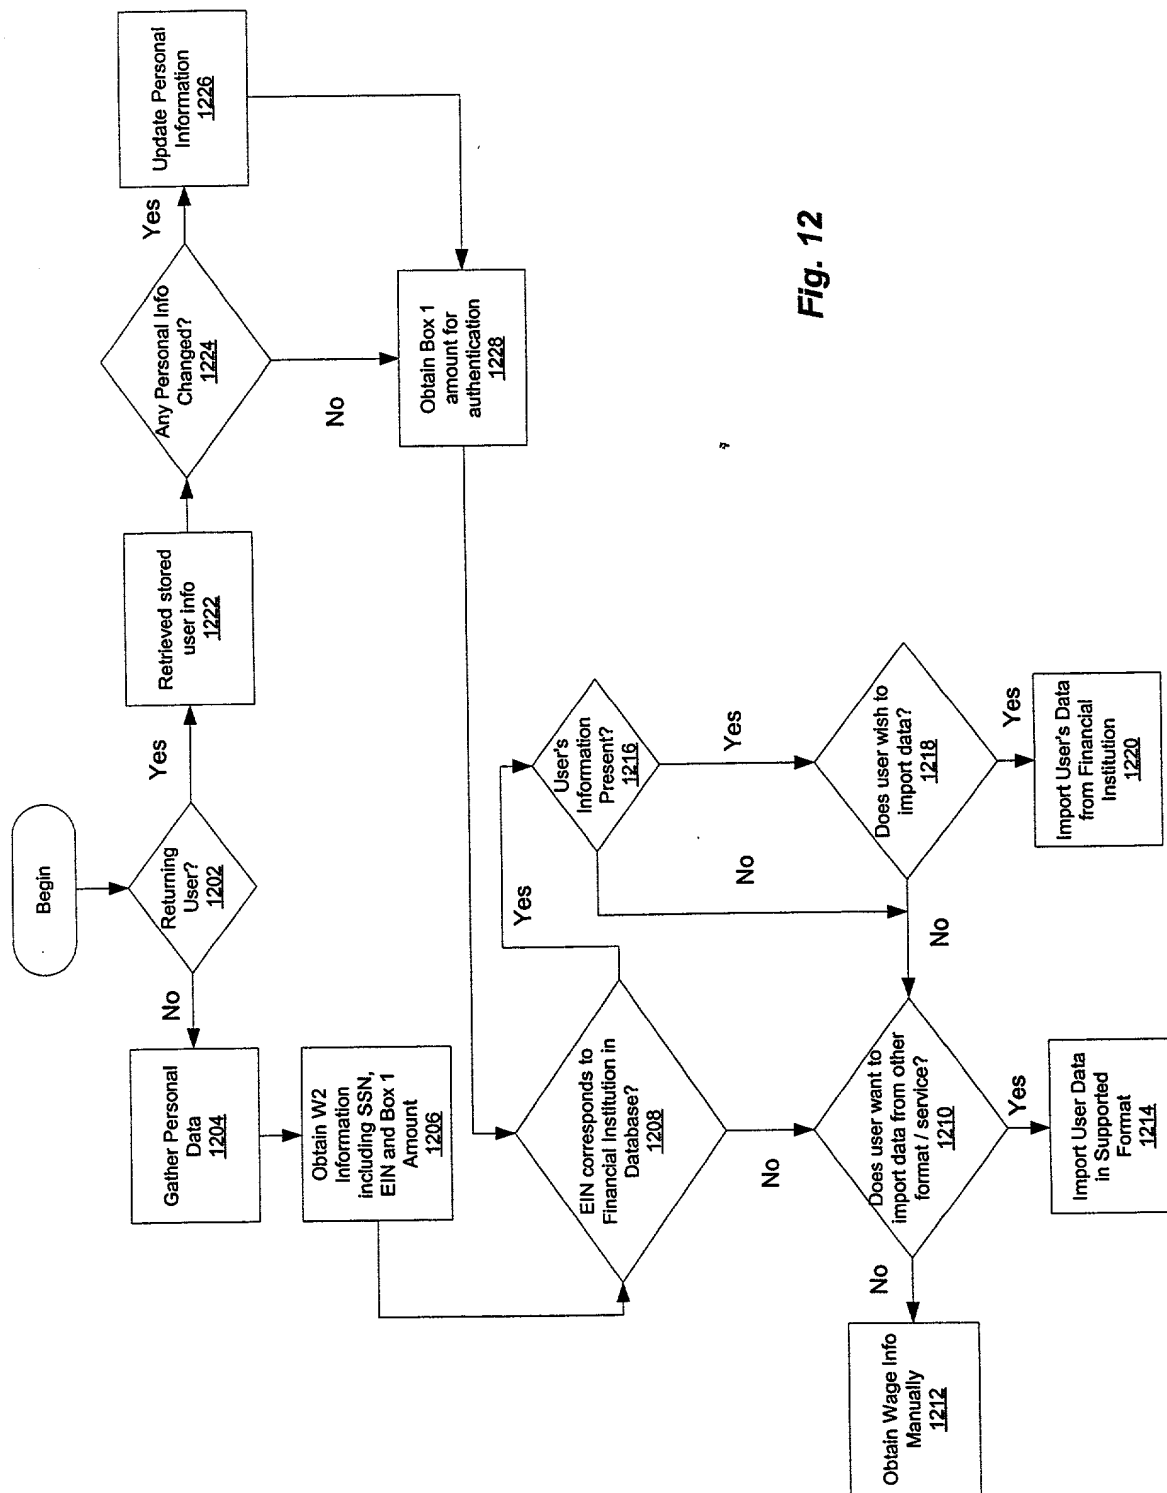 Begin
Returning
User?
1202
Yes
No
Retrieved stored
user info
1222
Any Personal Info
Changed?
1224
Yes
No
Update Personal
Information
1226
Obtain Box 1
amount for
authentication
1228
Gather Personal
Data
1204
Obtain W2
Information
including SSN,
EIN and Box 1
Amount
1206
EIN corresponds to
Financial Institution in
Database?
1208
Yes
No
User's
Information
Present?
1216
Yes
No
Does user wish to
import data?
1218
Yes
No
Import User's Data
from Financial
Institution
1220
Does user want to
import data from other
format / service?
1210
Yes
No
Import User Data
in Supported
Format
1214
Obtain Wage Info
Manually
1212
Fig. 12